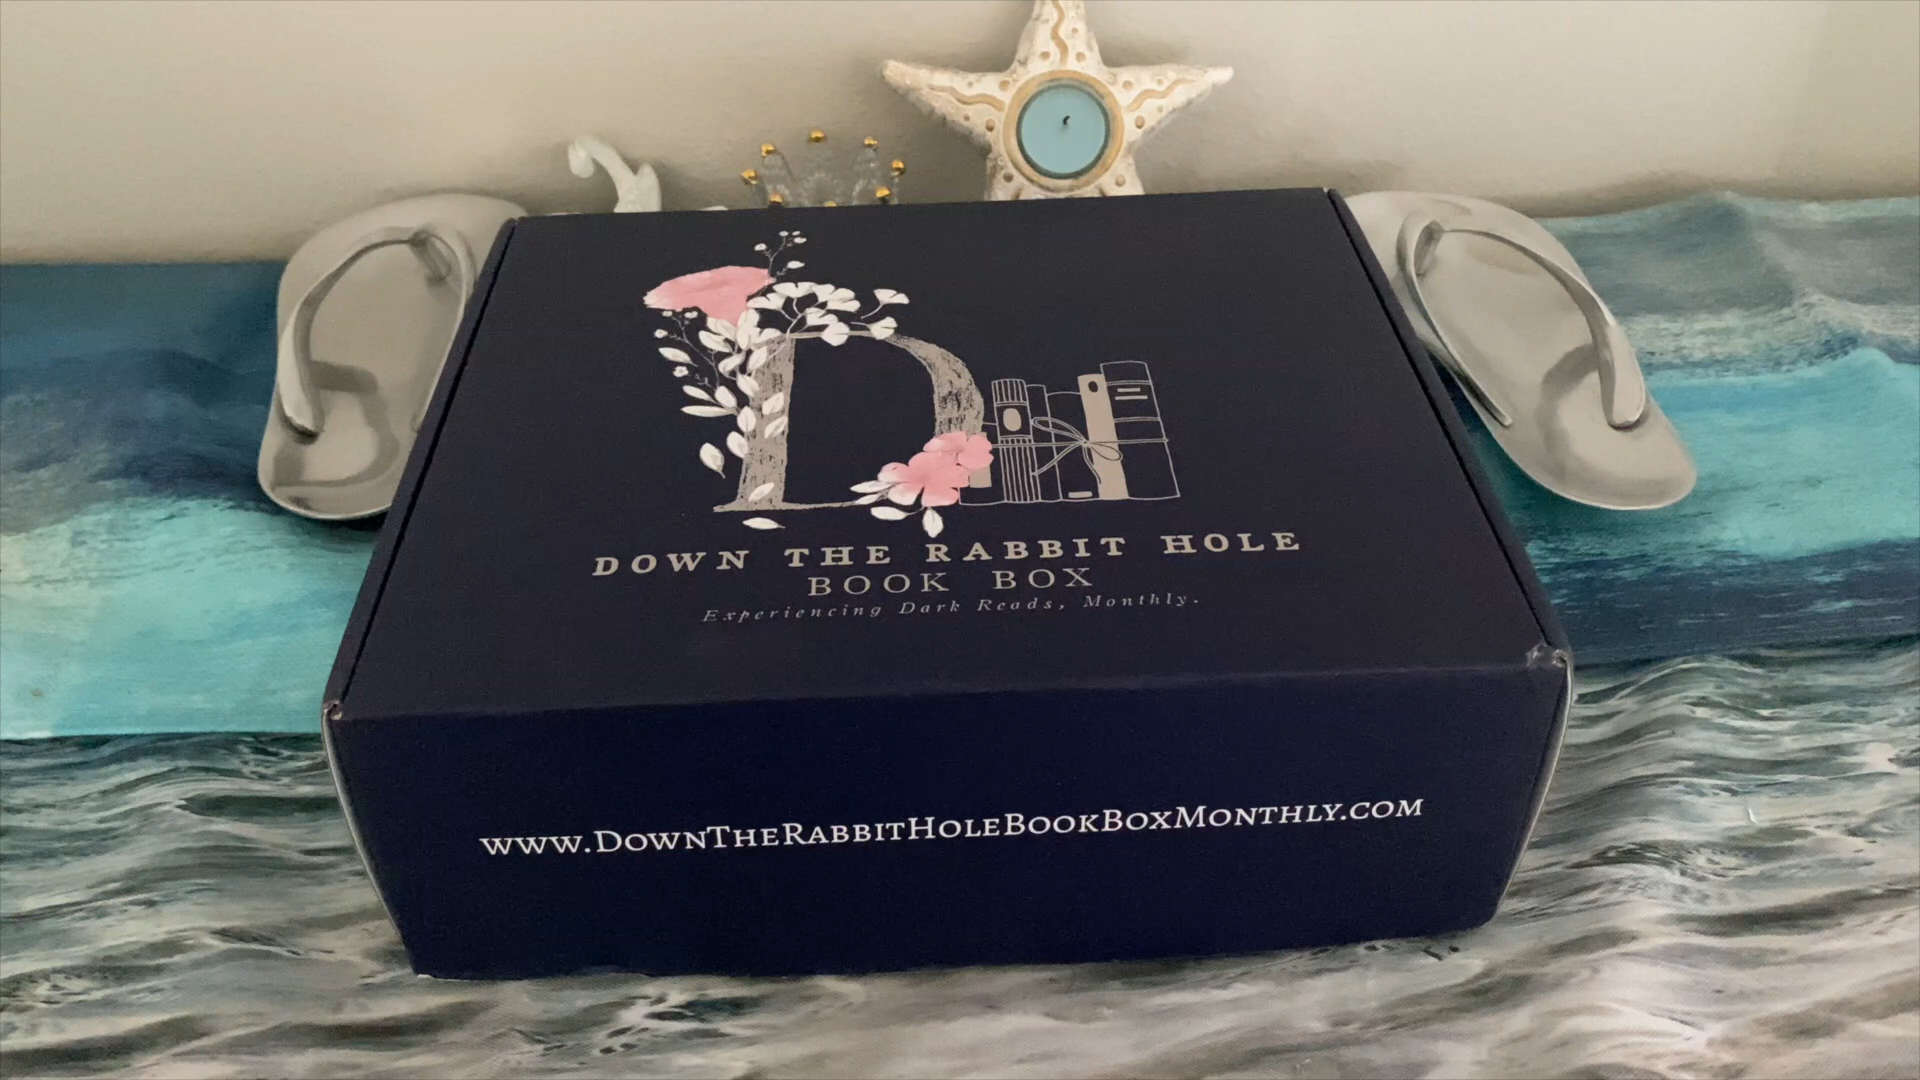 D
DOWN THE RABBIT HOLE
BOOK BOX
Experiencing Dark Reads, Monthly.
www.DownTheRabbitHoleBookBoxMonthly.com